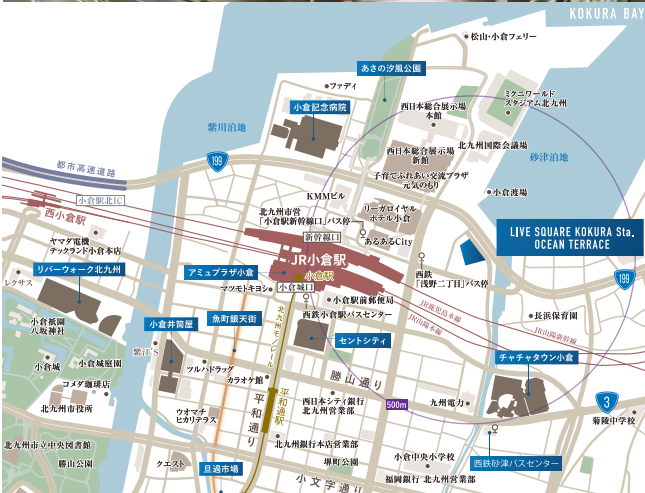 KOKURA BAY
松山・小倉フェリー
あさの汐風公園
ファディ
小倉記念病院
西日本総合展示場
本館
ミクニワールド
スタジアム北九州
紫川泊地
199
西日本総合展示場
新館
北九州国際会議場
砂津泊地
都市高速道路
子育てふれあい交流プラザ
元気のもり
小倉駅北IC
KMMビル
小倉渡場
西小倉駅
北九州市営
「小倉駅新幹線口」バス停
リーガロイヤル
ホテル小倉
新幹線口
あるあるCity
LIVE SQUARE KOKURA Sta.
OCEAN TERRACE
ヤマダ電機
テックランド小倉本店
JR小倉駅
リバーウォーク北九州
アミュプラザ小倉
小倉駅
西鉄
「浅野二丁目」バス停
199
レクサス
マツモトキヨシ
小倉城口
小倉駅前郵便局
JR鹿児島本線
JR山陽本線
魚町銀天街
北九州モノレール
西鉄小倉駅バスセンター
長浜保育園
小倉祇園
八坂神社
小倉井筒屋
セントシティ
JR山陽新幹線
紫江'S
小倉城
小倉城庭園
チャチャタウン小倉
ツルハドラッグ
カラオケ館
勝山通り
コメダ珈琲店
平和通駅
西日本シティ銀行
北九州営業部
500m
九州電力
3
北九州市役所
ウオマチ
ヒカリテラス
平和通り
菊陵中学校
北九州市立中央図書館
北九州銀行本店営業部
勝山公園
クエスト
旦過市場
堺町公園
小倉中央小学校
西鉄砂津バスセンター
小文字通り
福岡銀行 北九州営業部